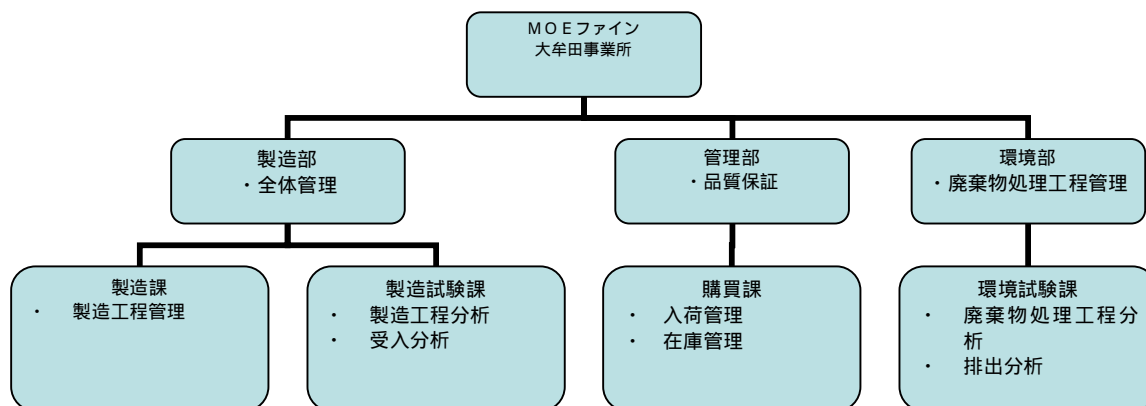 ＭＯＥファイン
大牟田事業所
製造部
・全体管理
管理部
・品質保証
環境部
・廃棄物処理工程管理
製造課
・ 製造工程管理
製造試験課
・ 製造工程分析
・ 受入分析
購買課
・ 入荷管理
・ 在庫管理
環境試験課
・ 廃棄物処理工程分
析
・ 排出分析